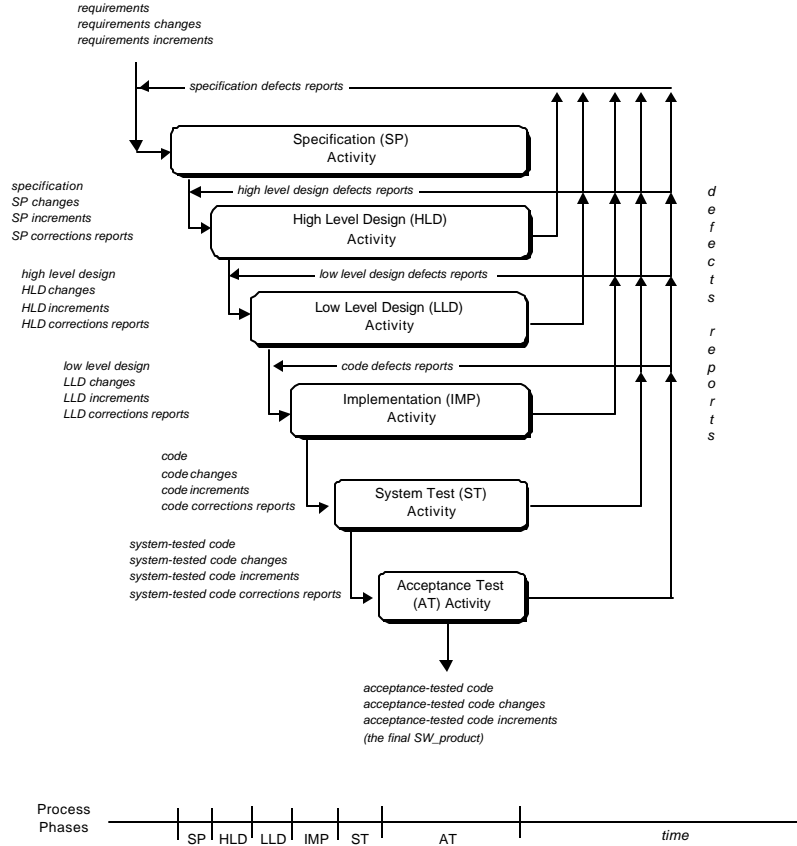 requirements
requirements changes
requirements increments
specification defects reports
Specification (SP)
Activity
specification
SP changes
SP increments
SP corrections reports
high level design defects reports
High Level Design (HLD)
Activity
high level design
HLD changes
HLD increments
HLD corrections reports
low level design defects reports
Low Level Design (LLD)
Activity
low level design
LLD changes
LLD increments
LLD corrections reports
code defects reports
Implementation (IMP)
Activity
defects reports
code
code changes
code increments
code corrections reports
System Test (ST)
Activity
system-tested code
system-tested code changes
system-tested code increments
system-tested code corrections reports
Acceptance Test
(AT) Activity
acceptance-tested code
acceptance-tested code changes
acceptance-tested code increments
(the final SW_product)
Process
Phases
SP HLD LLD IMP ST AT time